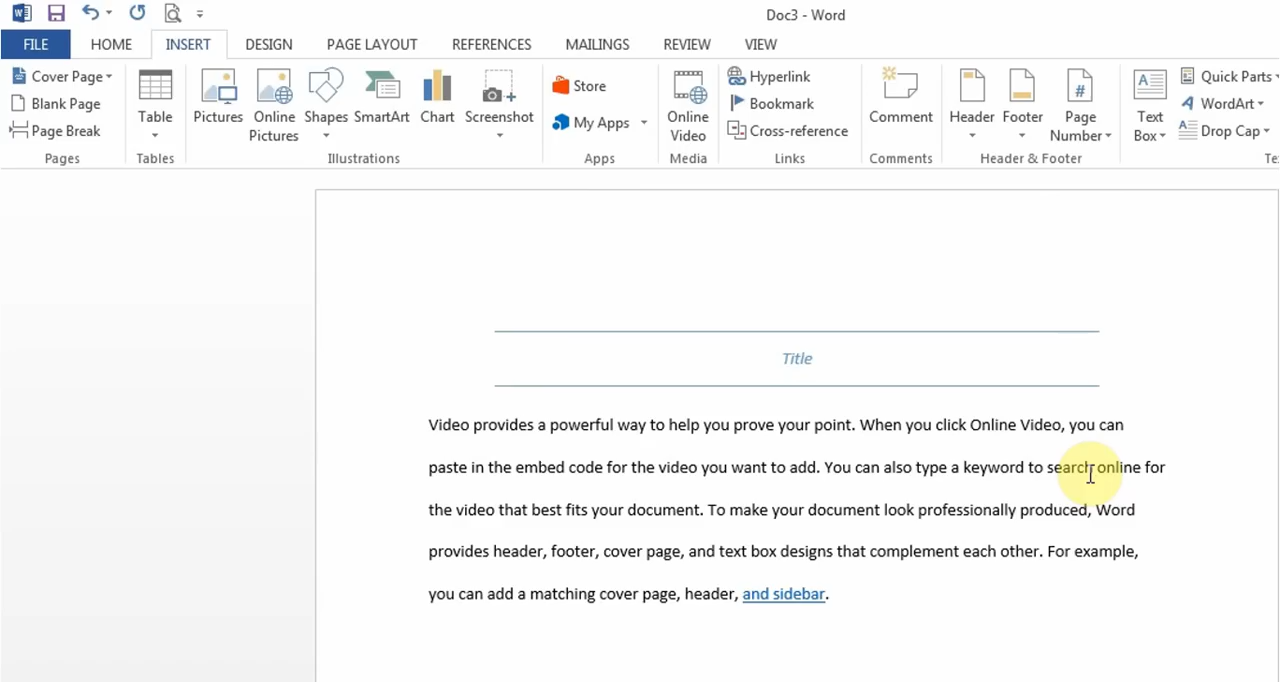 Doc3 - Word
FILE HOME INSERT DESIGN PAGE LAYOUT REFERENCES MAILINGS REVIEW VIEW
Cover Page
Blank Page
Page Break
Pages
Table
Tables
Pictures
Online Pictures
Shapes
SmartArt
Chart
Screenshot
Illustrations
Store
My Apps
Apps
Online Video
Media
Hyperlink
Bookmark
Cross-reference
Links
Comment
Comments
Header
Footer
Page Number
Header & Footer
Text Box
Quick Parts
WordArt
Drop Cap
Title
Video provides a powerful way to help you prove your point. When you click Online Video, you can
paste in the embed code for the video you want to add. You can also type a keyword to search online for
the video that best fits your document. To make your document look professionally produced, Word
provides header, footer, cover page, and text box designs that complement each other. For example,
you can add a matching cover page, header, and sidebar.